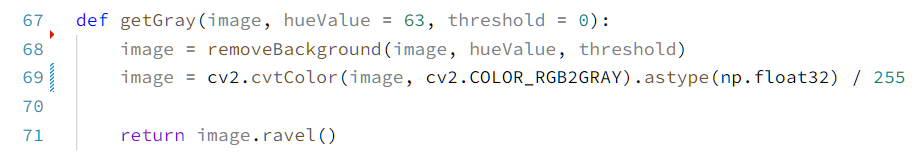 67 def getGray(image, hueValue = 63, threshold = 0):
68     image = removeBackground(image, hueValue, threshold)
69     image = cv2.cvtColor(image, cv2.COLOR_RGB2GRAY).astype(np.float32) / 255
70
71     return image.ravel()